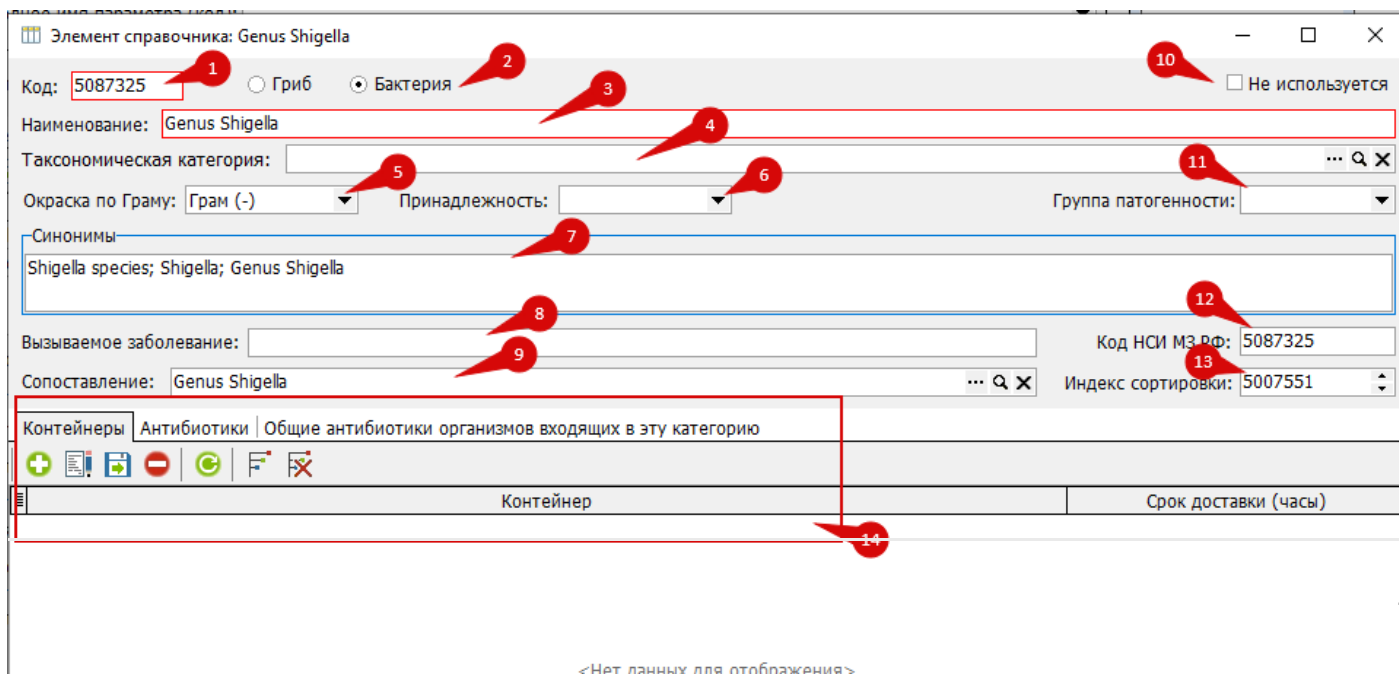 Элемент справочника: Genus Shigella
1 2 10
Код: 5087325 Гриб Бактерия Не используется
3
Наименование: Genus Shigella
4
Таксономическая категория: 11
5 6
Окраска по Граму: Грам (-) Принадлежность: Группа патогенности:
Синонимы 7
Shigella species; Shigella; Genus Shigella
8 12
Вызываемое заболевание: Код НСИ МЗ РФ: 5087325
9 13
Сопоставление: Genus Shigella Индекс сортировки: 5007551
Контейнеры Антибиотики Общие антибиотики организмов входящих в эту категорию
Контейнер Срок доставки (часы)
14
<Нет данных для отображения>